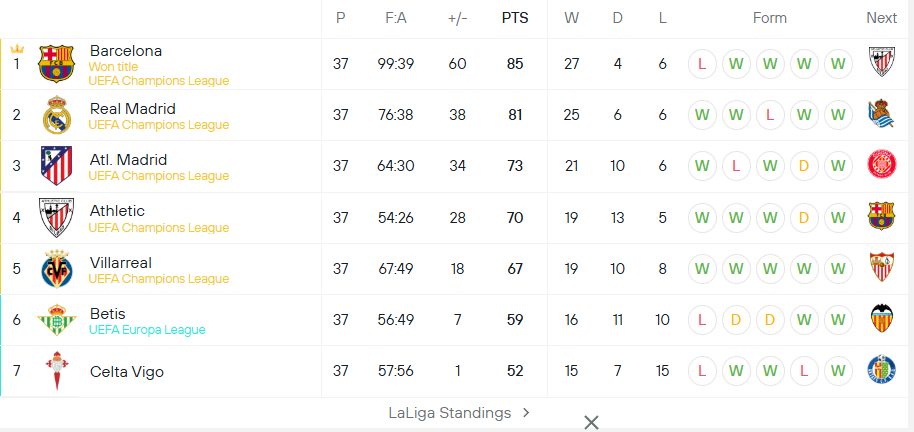 P F:A +/- PTS W D L Form Next
1 Barcelona 37 99:39 60 85 27 4 6 L W W W W
Won title
UEFA Champions League
2 Real Madrid 37 76:38 38 81 25 6 6 W W L W W
UEFA Champions League
3 Atl. Madrid 37 64:30 34 73 21 10 6 W L W D W
UEFA Champions League
4 Athletic 37 54:26 28 70 19 13 5 W W W D W
UEFA Champions League
5 Villarreal 37 67:49 18 67 19 10 8 W W W W W
UEFA Champions League
6 Betis 37 56:49 7 59 16 11 10 L D D W W
UEFA Europa League
7 Celta Vigo 37 57:56 1 52 15 7 15 L W W L W
LaLiga Standings